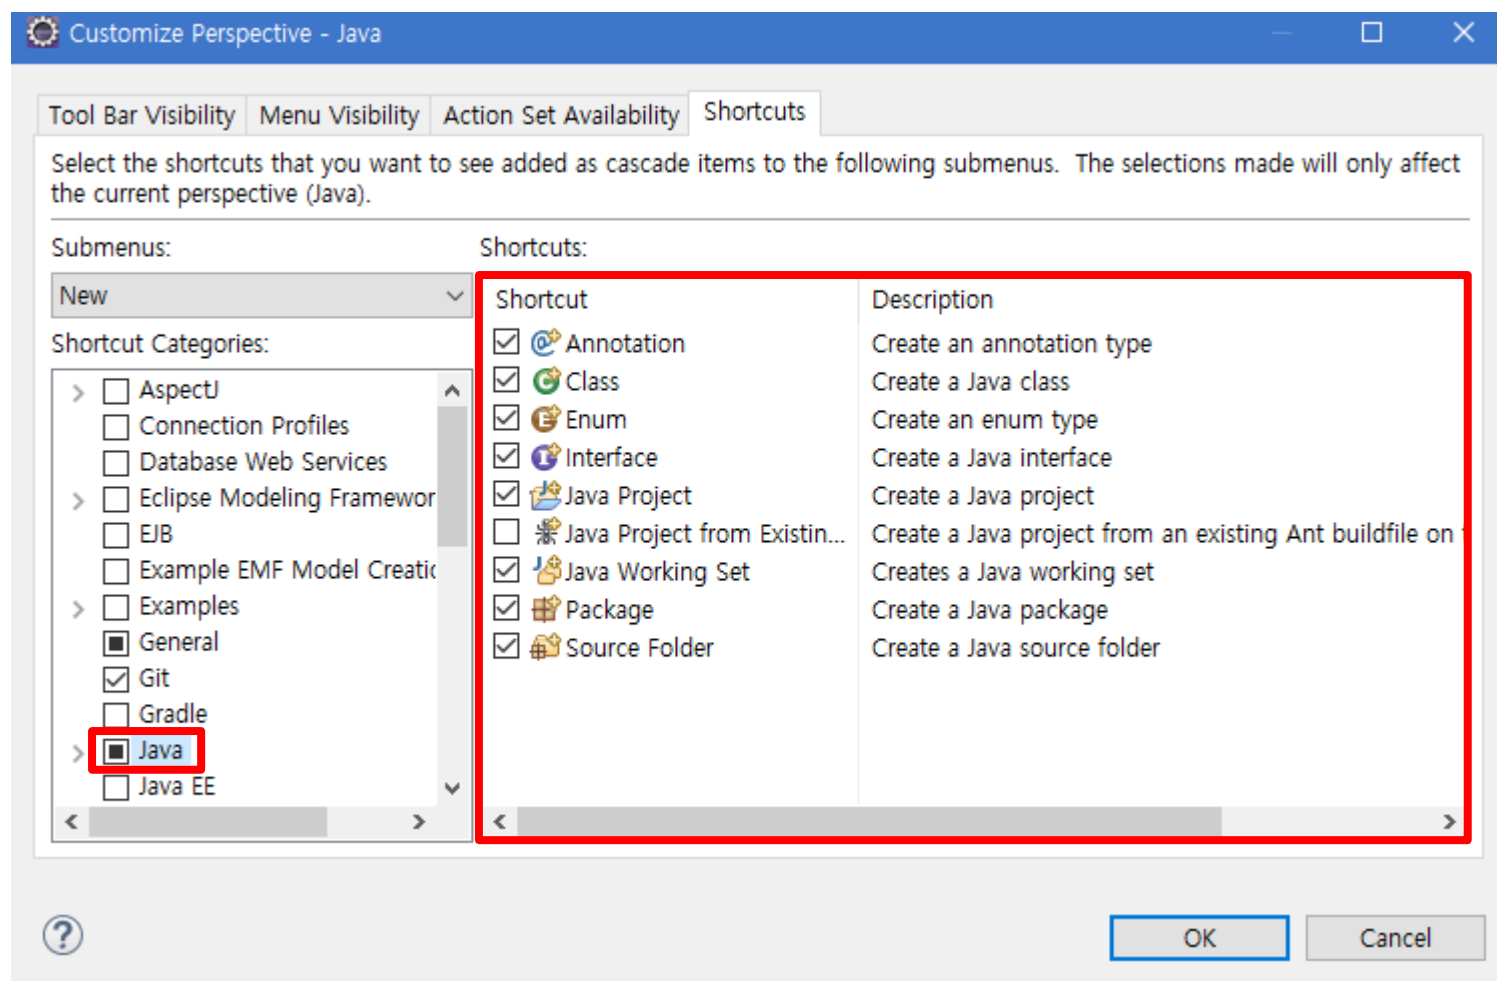 Customize Perspective - Java
Tool Bar Visibility
Menu Visibility
Action Set Availability
Shortcuts
Select the shortcuts that you want to see added as cascade items to the following submenus.  The selections made will only affect
the current perspective (Java).
Submenus:
New
Shortcut Categories:
AspectJ
Connection Profiles
Database Web Services
Eclipse Modeling Framewor
EJB
Example EMF Model Creatic
Examples
General
Git
Gradle
Java
Java EE
Shortcuts:
Shortcut Description
Annotation Create an annotation type
Class Create a Java class
Enum Create an enum type
Interface Create a Java interface
Java Project Create a Java project
Java Project from Existin... Create a Java project from an existing Ant buildfile on
Java Working Set Creates a Java working set
Package Create a Java package
Source Folder Create a Java source folder
?
OK
Cancel